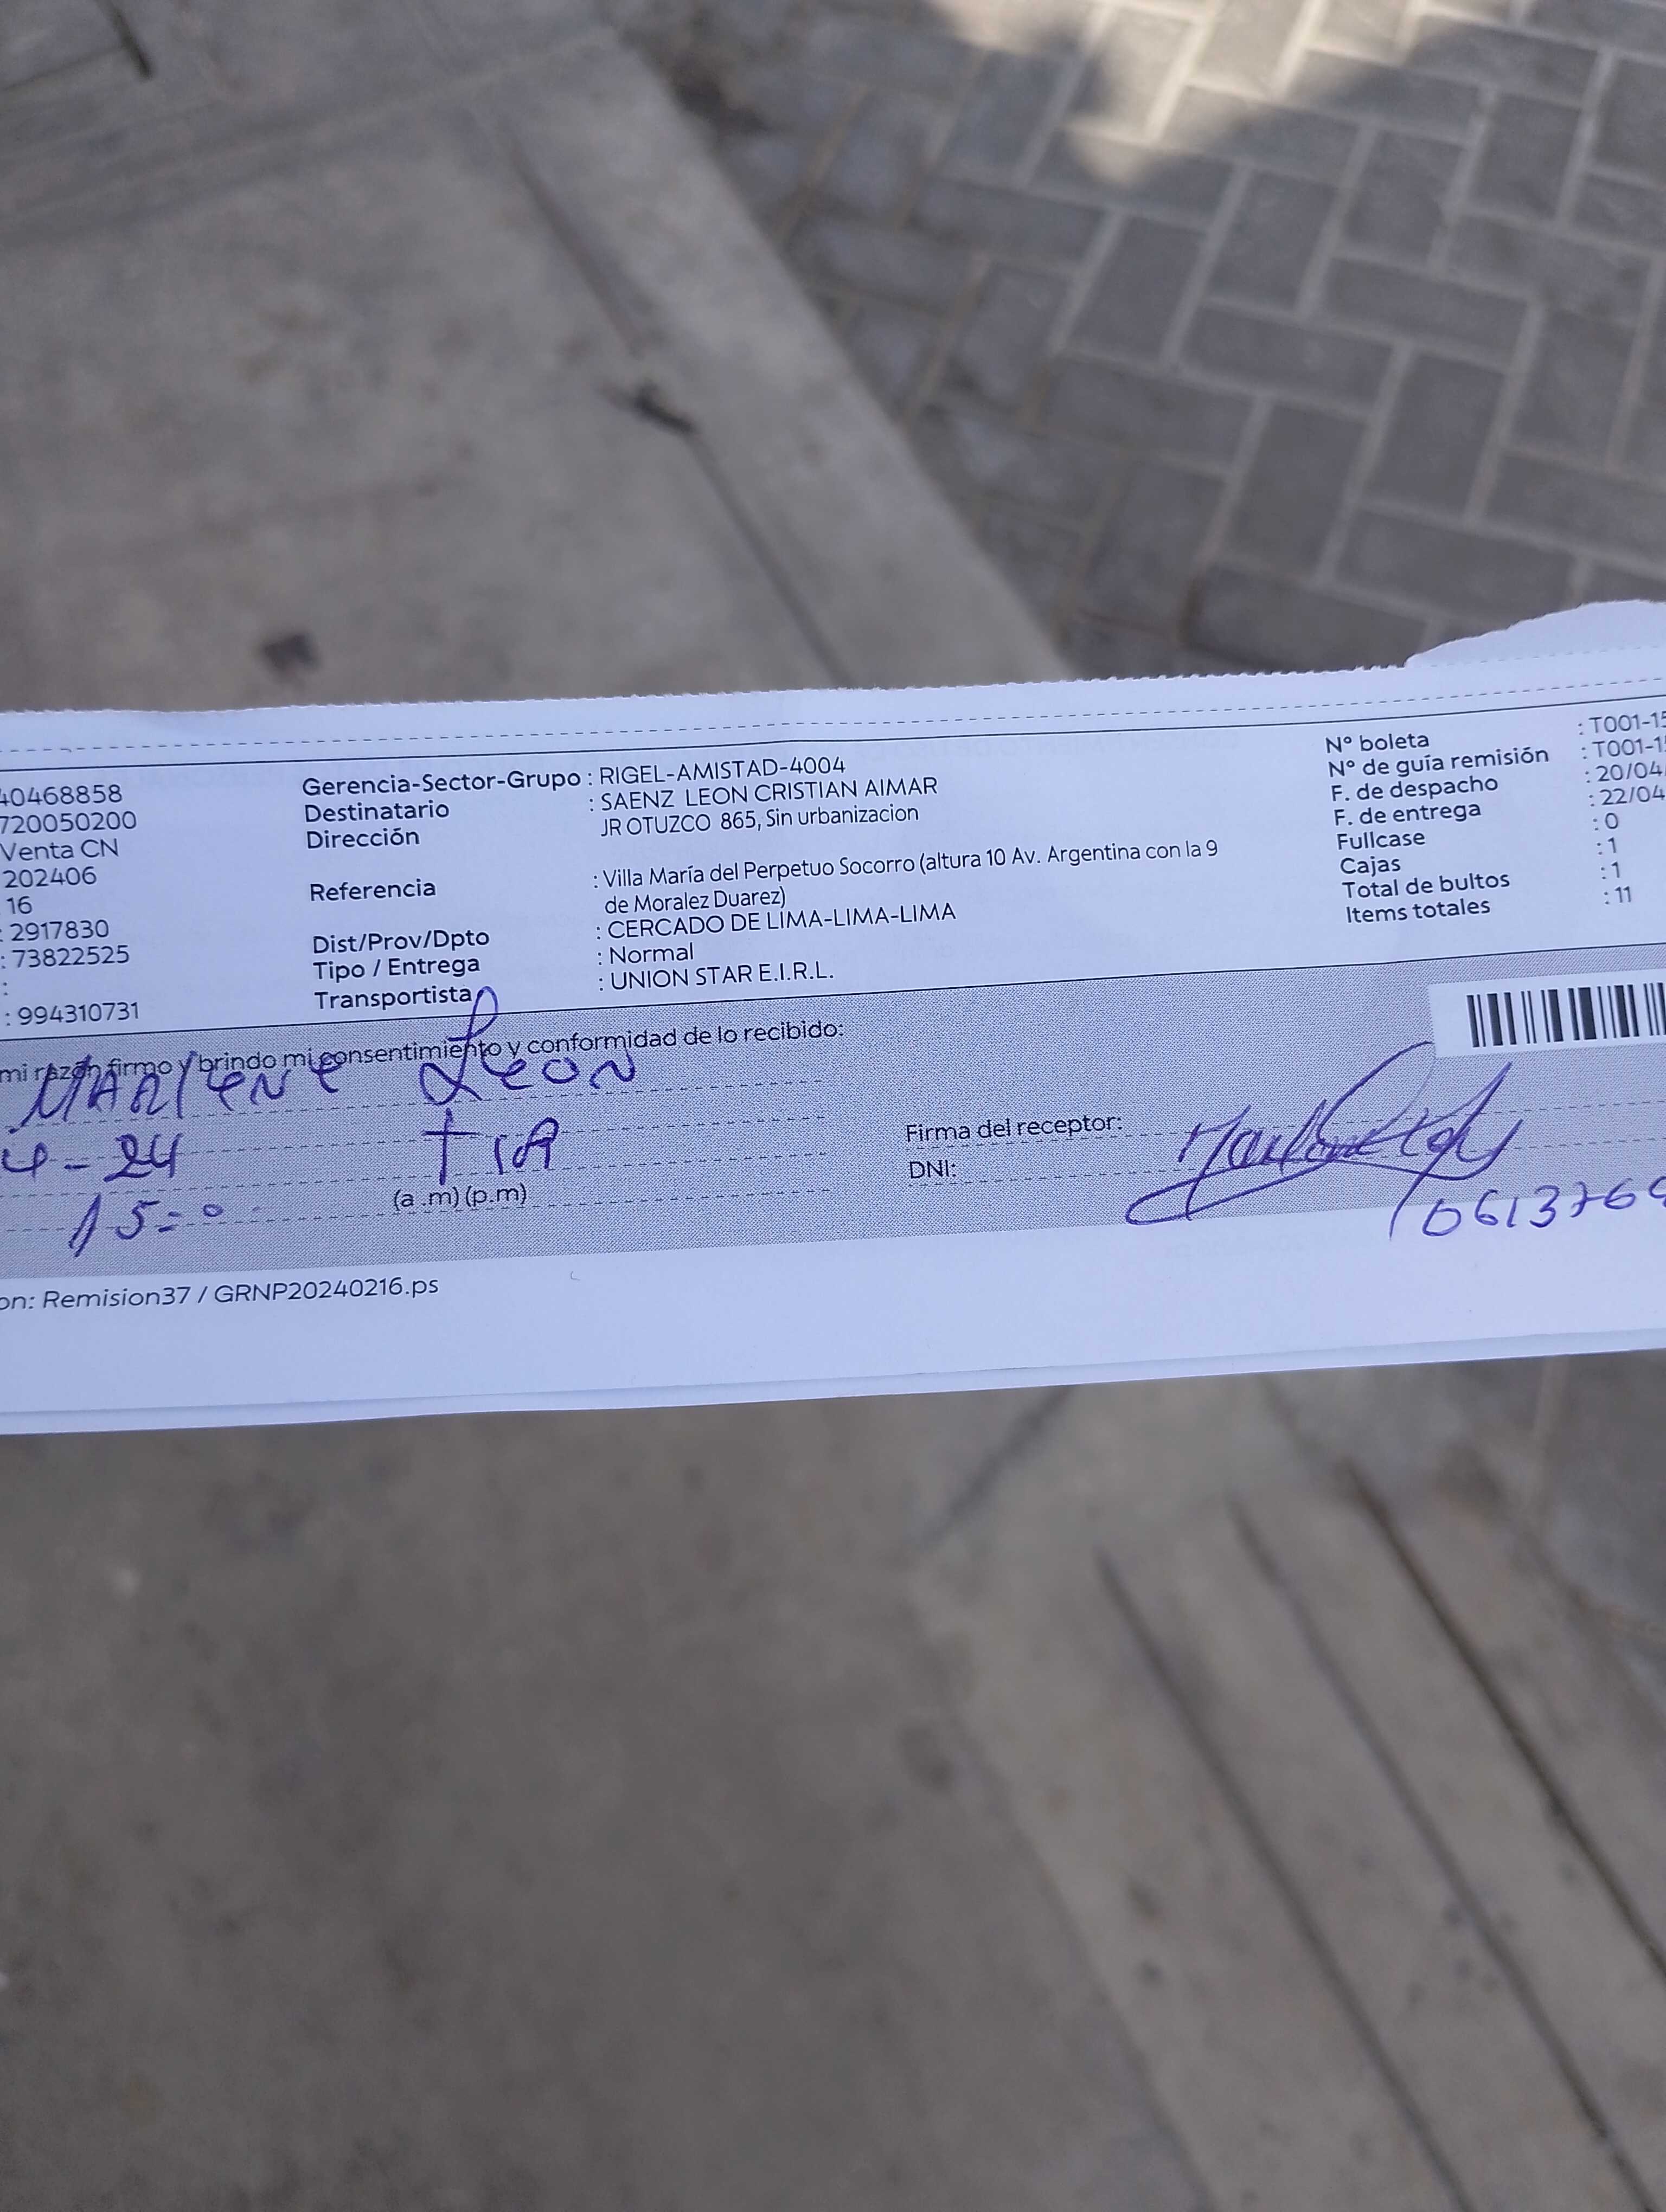 40468858
720050200
Venta CN
202406
16
: 2917830
: 73822525
:
: 994310731
Gerencia-Sector-Grupo : RIGEL-AMISTAD-4004
Destinatario : SAENZ LEON CRISTIAN AIMAR
Dirección JR OTUZCO 865, Sin urbanizacion
Referencia : Villa María del Perpetuo Socorro (altura 10 Av. Argentina con la 9
de Moralez Duarez)
Dist/Prov/Dpto : CERCADO DE LIMA-LIMA-LIMA
Tipo / Entrega : Normal
Transportista : UNION STAR E.I.R.L.
N° boleta : T001-15
N° de guía remisión : T001-15
F. de despacho : 20/04
F. de entrega : 22/04
Fullcase : 0
Cajas : 1
Total de bultos : 1
Items totales : 11
mi razón firmo y brindo mi consentimiento y conformidad de lo recibido:
MARlENE LEON
4-24 TIA
15=° (a.m) (p.m)
Firma del receptor:
DNI: 0613769
on: Remision37 / GRNP20240216.ps